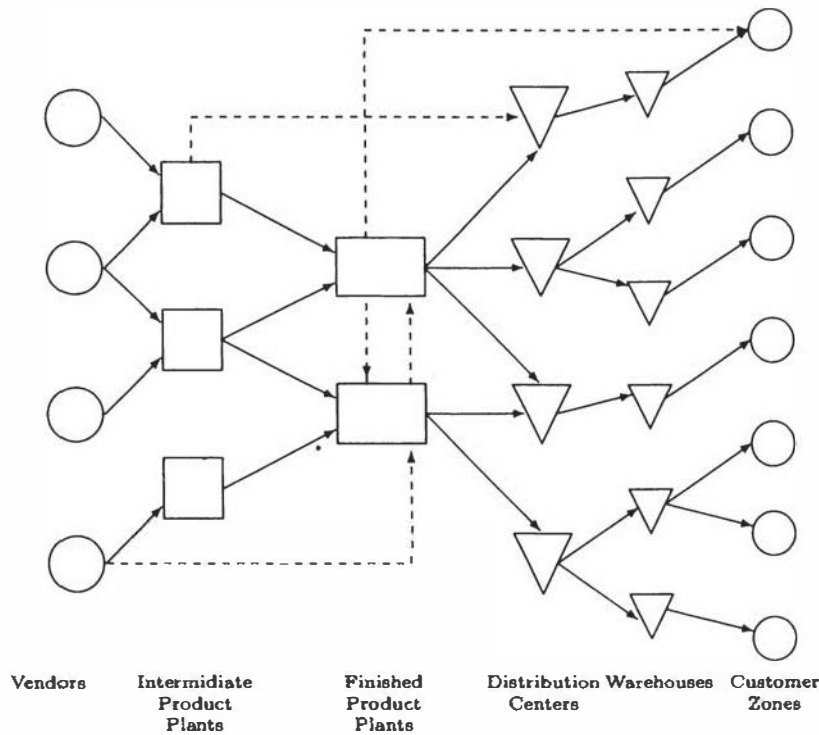 Vendors Intermidiate Finished Distribution Warehouses Customer
Product Product Centers Zones
Plants Plants